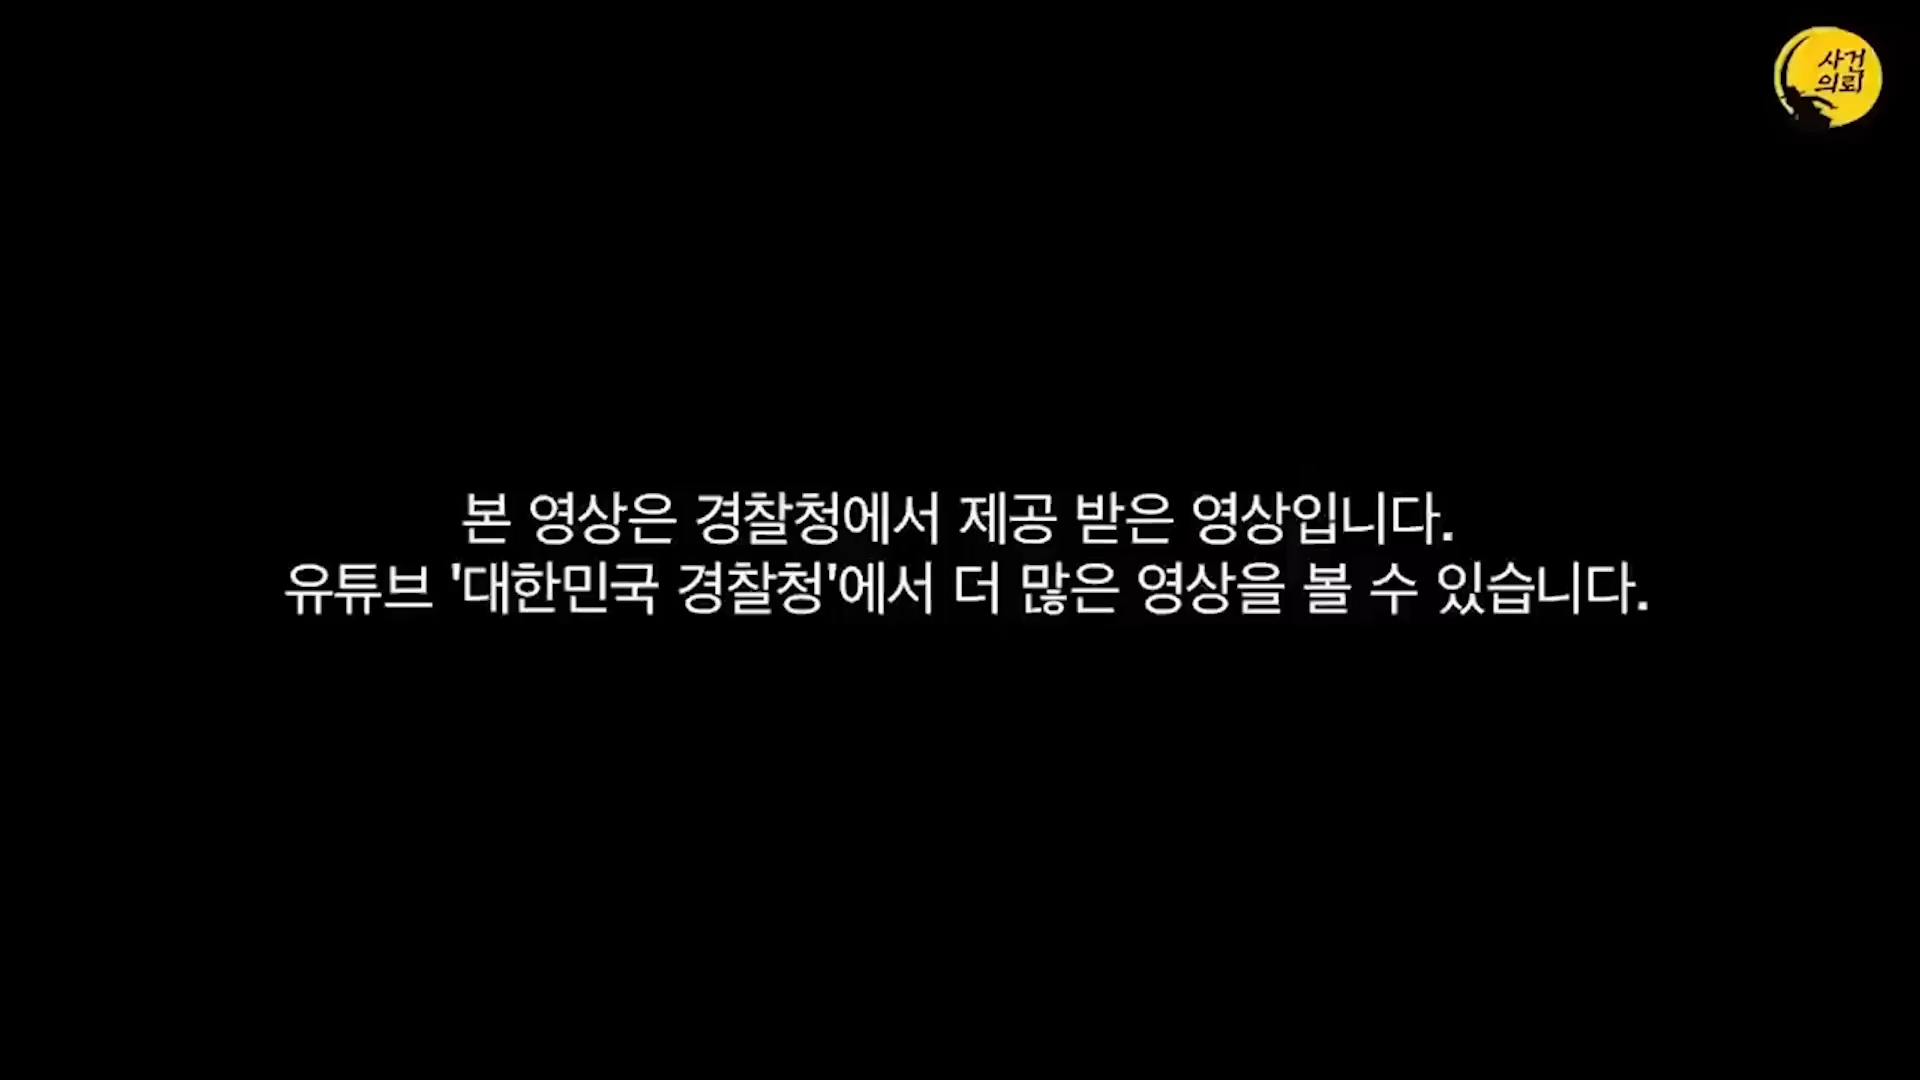 사건
의뢰
본 영상은 경찰청에서 제공 받은 영상입니다.
유튜브 '대한민국 경찰청'에서 더 많은 영상을 볼 수 있습니다.